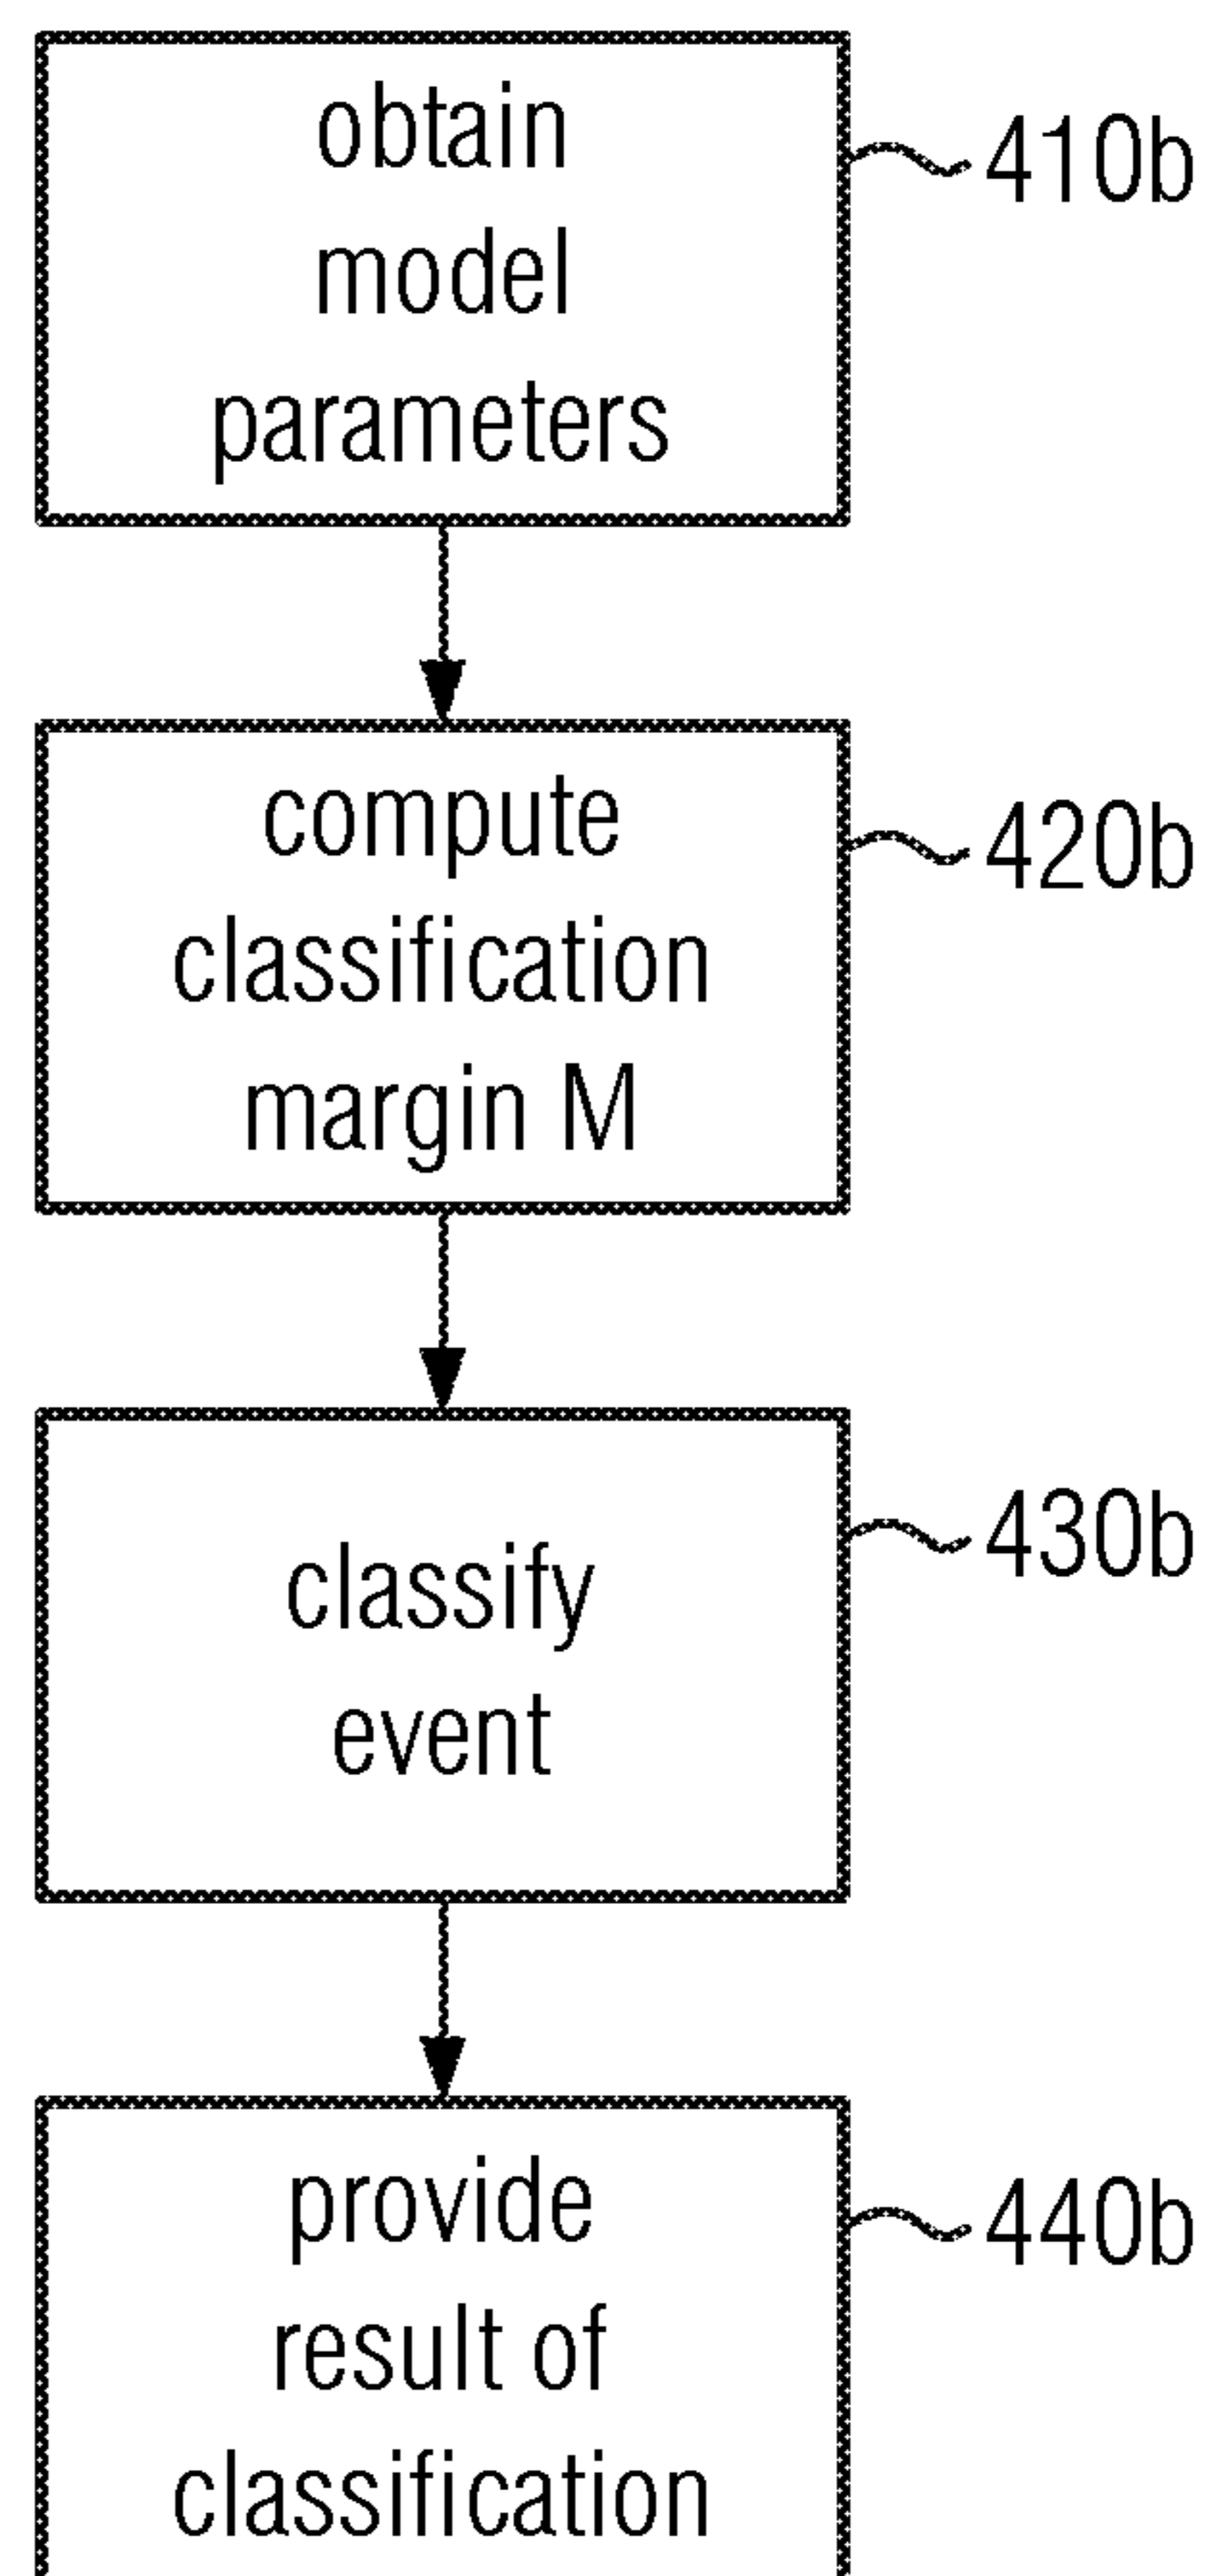 obtain
model
parameters
410b
compute
classification
margin M
420b
classify
event
430b
provide
result of
classification
440b